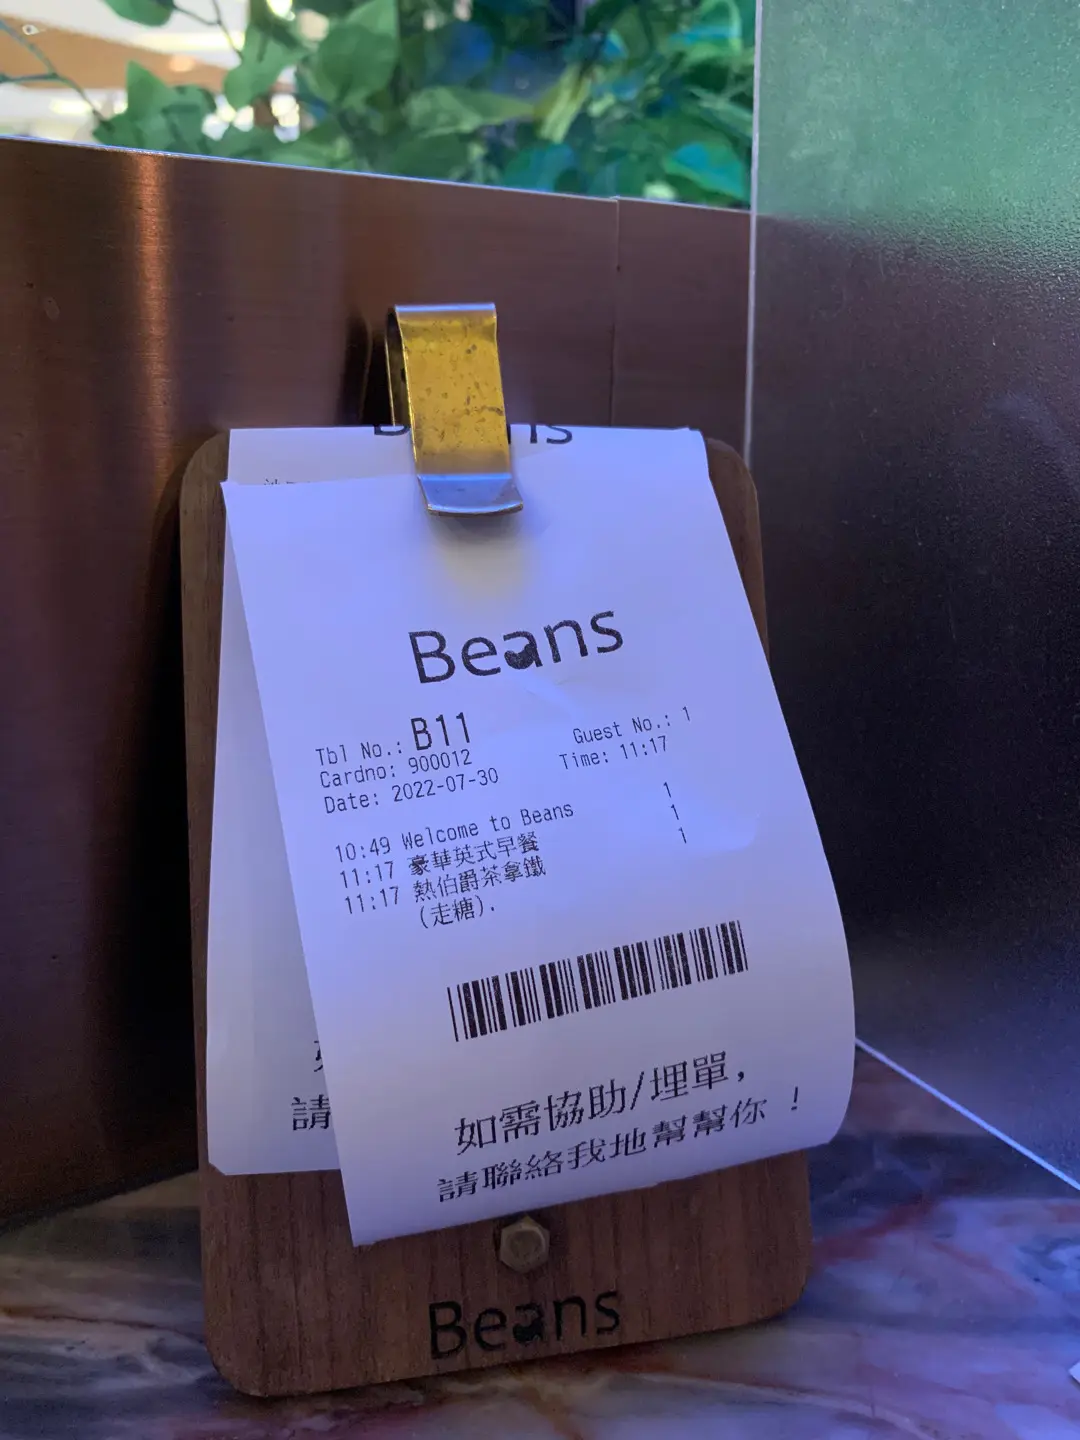 Beans
Tbl No.: B11 Guest No.: 1
Cardno: 900012 Time: 11:17
Date: 2022-07-30
10:49 Welcome to Beans 1
11:17 豪華英式早餐 1
11:17 熱伯爵茶拿鐵 1
(走糖).
如需協助/埋單,
請聯絡我地幫幫你 !
請
Beans